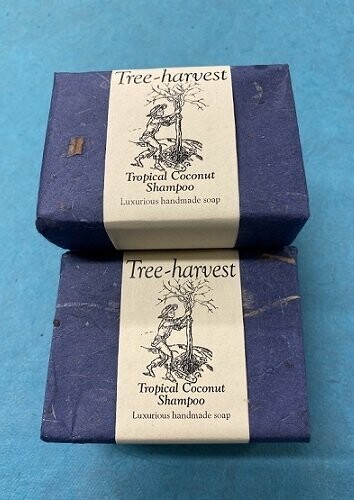 Tree-harvest
Tropical Coconut
Shampoo
Luxurious handmade soap
Tree-harvest
Tropical Coconut
Shampoo
Luxurious handmade soap